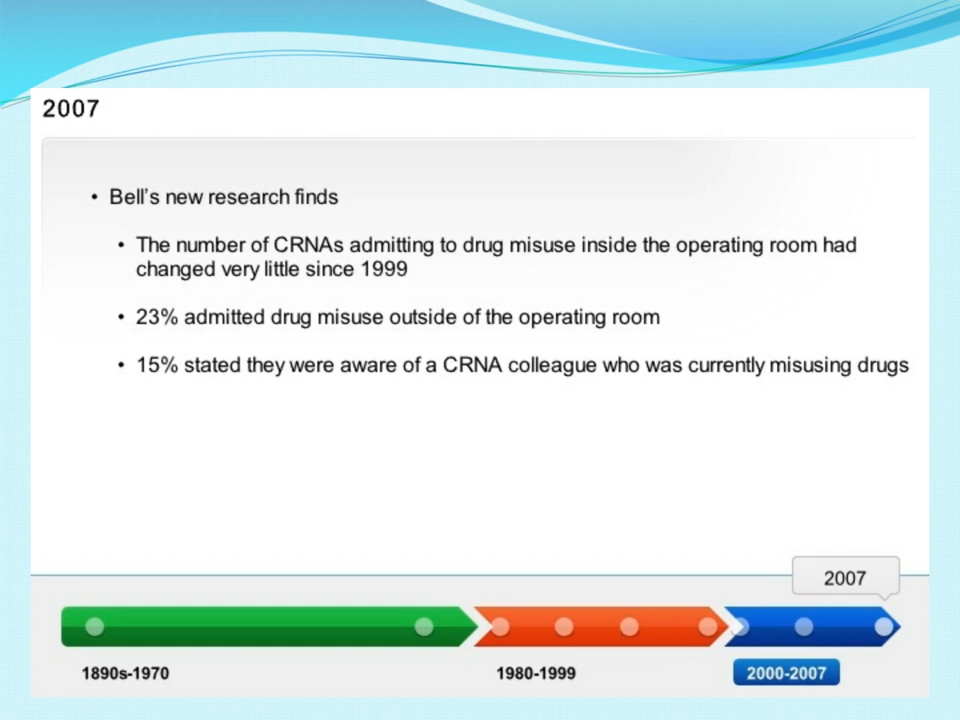 2007
• Bell's new research finds
• The number of CRNAs admitting to drug misuse inside the operating room had
changed very little since 1999
• 23% admitted drug misuse outside of the operating room
• 15% stated they were aware of a CRNA colleague who was currently misusing drugs
2007
1890s-1970
1980-1999
2000-2007